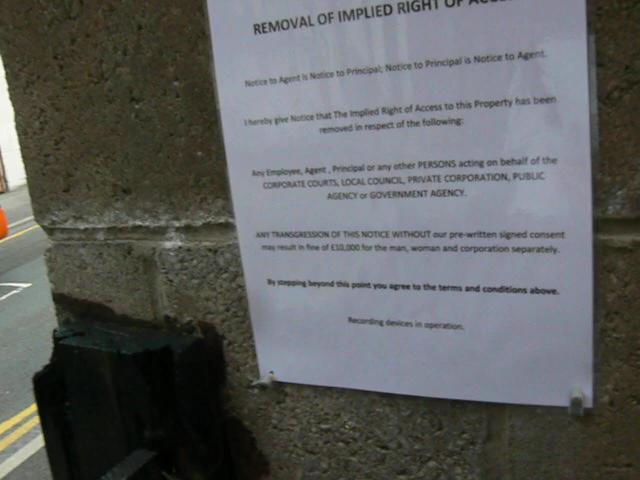 REMOVAL OF IMPLIED RIGHT OF
Notice to Agent is Notice to Principal; Notice to Principal is Notice to Agent.
I hereby give Notice that The Implied Right of Access to this Property has been
removed in respect of the following:
Any Employee, Agent , Principal or any other PERSONS acting on behalf of the
CORPORATE COURTS, LOCAL COUNCIL, PRIVATE CORPORATION, PUBLIC
AGENCY or GOVERNMENT AGENCY.
ANY TRANSGRESSION OF THIS NOTICE WITHOUT our pre-written signed consent
may result in fine of £10,000 for the man, woman and corporation separately.
By stepping beyond this point you agree to the terms and conditions above.
Recording devices in operation.